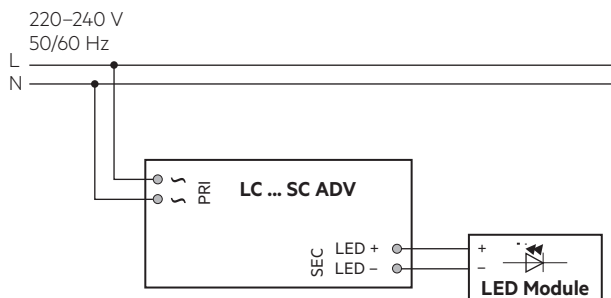 220–240 V
50/60 Hz
L
N
~
~
PRI
LC ... SC ADV
SEC
LED +
LED –
+
–
LED Module